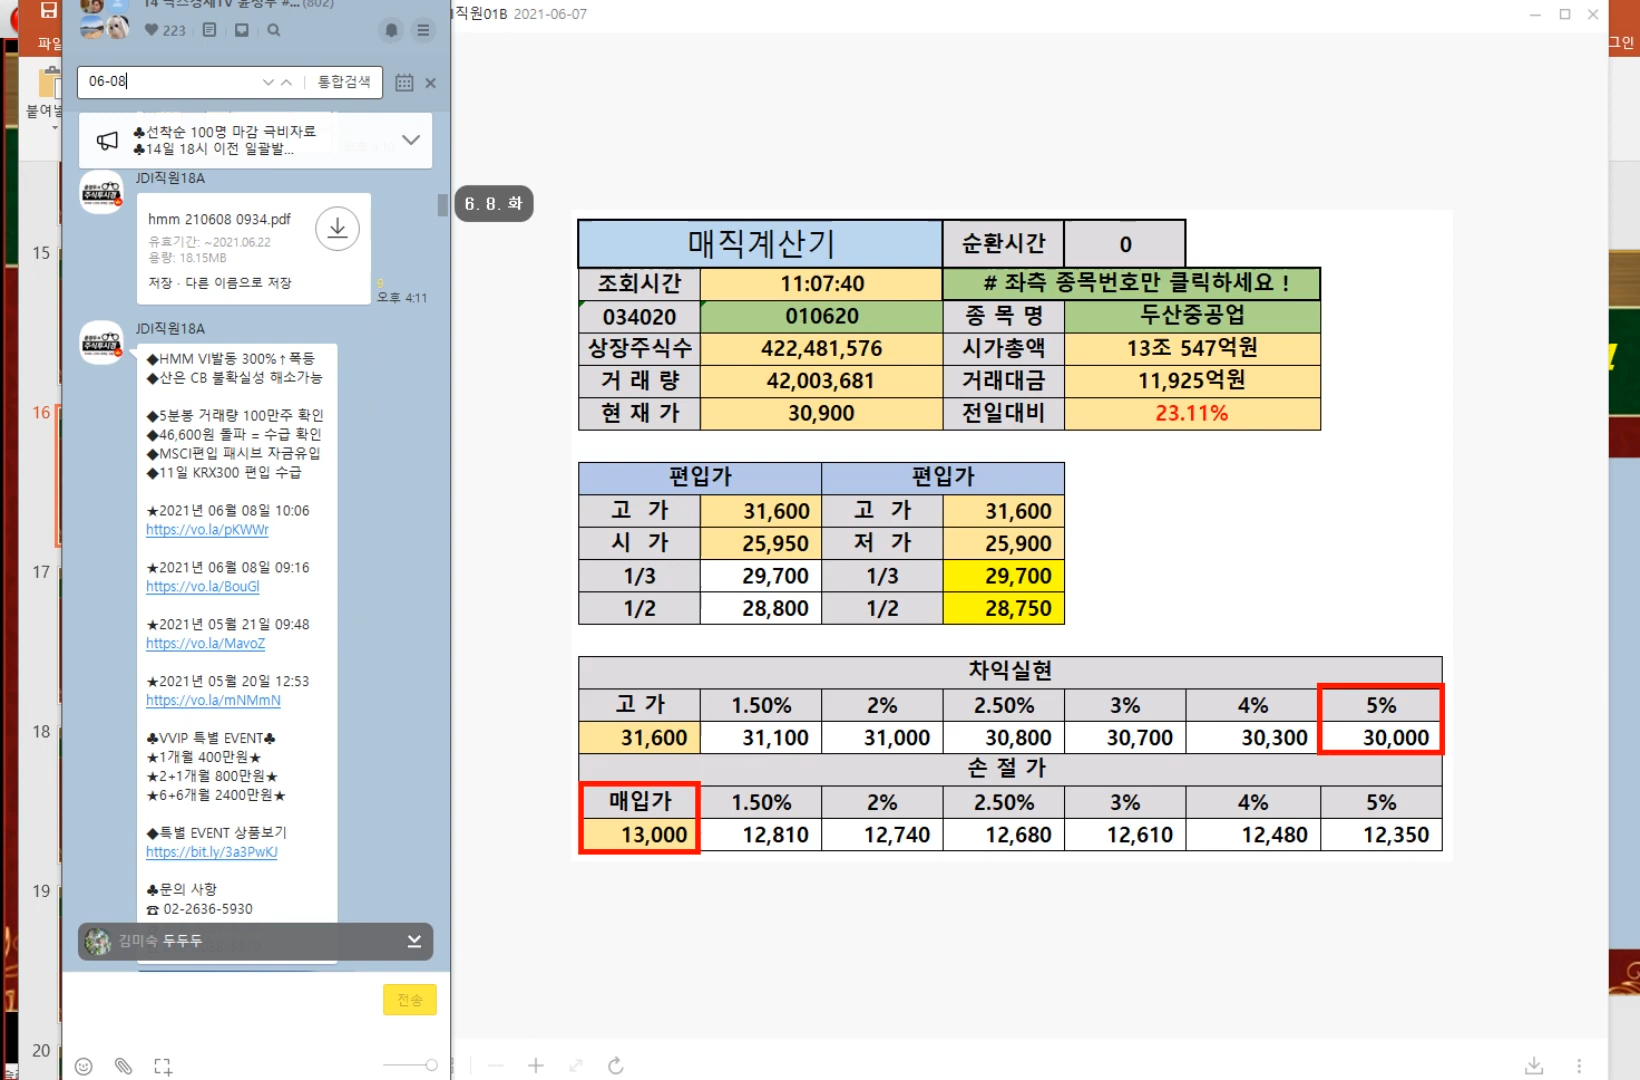 직원01B 2021-06-07
파일
그인
223
06-08
통합검색
붙여넣
♣선착순 100명 마감 극비자료
♣14일 18시 이전 일괄발...
JDI직원18A
hmm 210608 0934.pdf
유효기간: ~2021.06.22
용량: 18.15MB
저장 · 다른 이름으로 저장
9
오후 4:11
6. 8. 화
JDI직원18A
◆HMM VI발동 300%↑폭등
◆산은 CB 불확실성 해소가능
◆5분봉 거래량 100만주 확인
◆46,600원 돌파 = 수급 확인
◆MSCI편입 패시브 자금유입
◆11일 KRX300 편입 수급
★2021년 06월 08일 10:06
https://vo.la/pKWWr
★2021년 06월 08일 09:16
https://vo.la/BouGl
★2021년 05월 21일 09:48
https://vo.la/MavoZ
★2021년 05월 20일 12:53
https://vo.la/mNMmN
♣VVIP 특별 EVENT♣
★1개월 400만원★
★2+1개월 800만원★
★6+6개월 2400만원★
◆특별 EVENT 상품보기
https://bit.ly/3a3PwKJ
♣문의 사항
☎ 02-2636-5930
김미숙 두두두
전송
15
16
17
18
19
20
매직계산기 순환시간 0
조회시간 11:07:40 # 좌측 종목번호만 클릭하세요 !
034020 010620 종 목 명 두산중공업
상장주식수 422,481,576 시가총액 13조 547억원
거 래 량 42,003,681 거래대금 11,925억원
현 재 가 30,900 전일대비 23.11%
편입가 편입가
고 가 31,600 고 가 31,600
시 가 25,950 저 가 25,900
1/3 29,700 1/3 29,700
1/2 28,800 1/2 28,750
차익실현
고 가 1.50% 2% 2.50% 3% 4% 5%
31,600 31,100 31,000 30,800 30,700 30,300 30,000
손 절 가
매입가 1.50% 2% 2.50% 3% 4% 5%
13,000 12,810 12,740 12,680 12,610 12,480 12,350